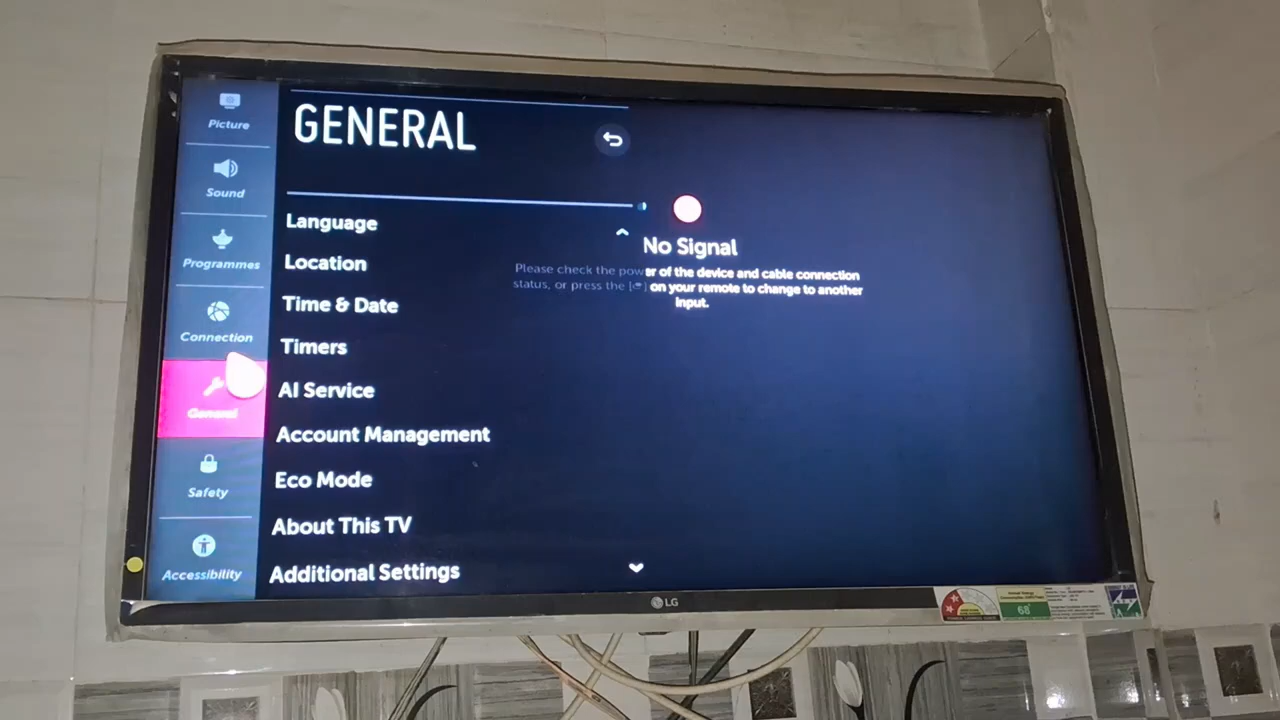 Picture
Sound
Programmes
Connection
General
Safety
Accessibility
GENERAL
Language
Location
Time & Date
Timers
AI Service
Account Management
Eco Mode
About This TV
Additional Settings
No Signal
Please check the power of the device and cable connection
status, or press the [ ] on your remote to change to another
input.
LG
68